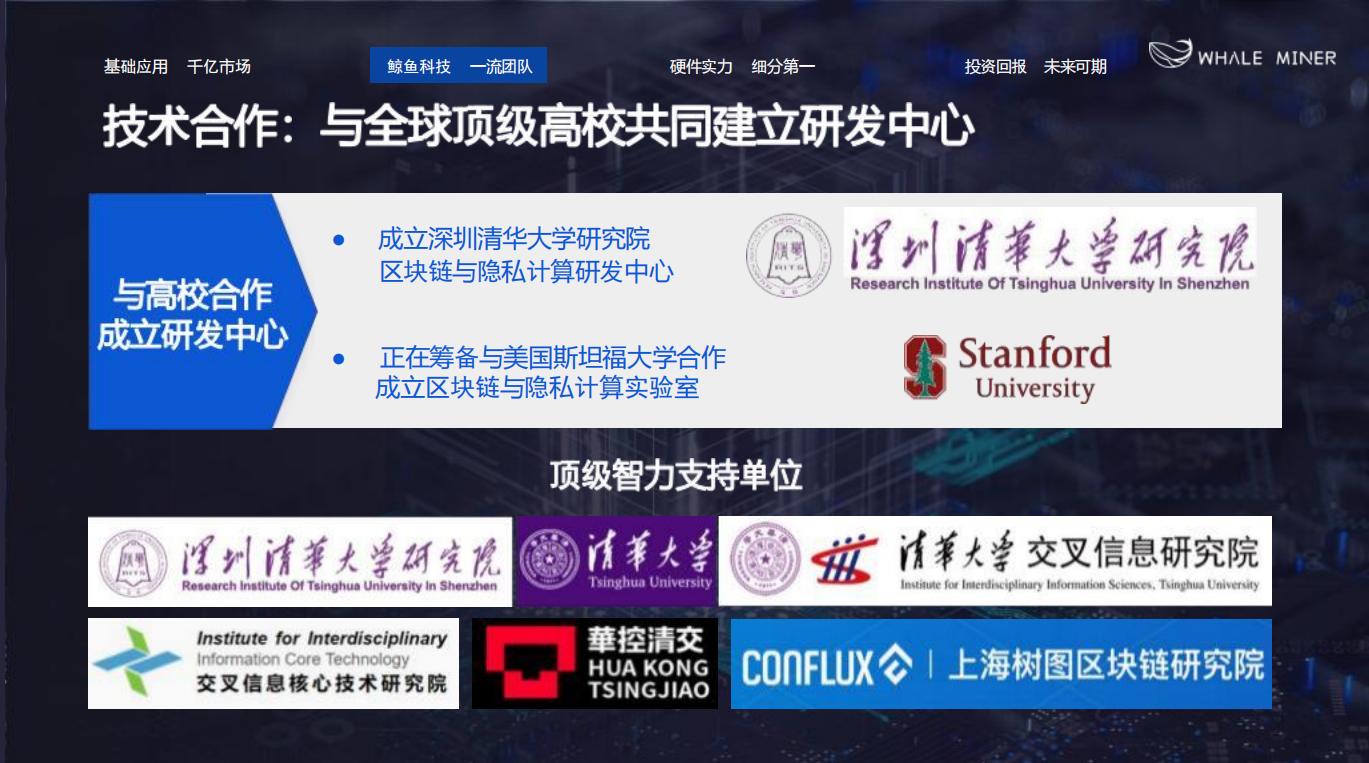 基础应用 千亿市场
鲸鱼科技 一流团队
硬件实力 细分第一
投资回报 未来可期
WHALE MINER
技术合作：与全球顶级高校共同建立研发中心
与高校合作
成立研发中心
● 成立深圳清华大学研究院
区块链与隐私计算研发中心
● 正在筹备与美国斯坦福大学合作
成立区块链与隐私计算实验室
RITS
深圳清華大学研究院
Research Institute Of Tsinghua University In Shenzhen
Stanford
University
顶级智力支持单位
RITS
深圳清華大学研究院
Research Institute Of Tsinghua University In Shenzhen
清華大学
Tsinghua University
清華大学 交叉信息研究院
Institute for Interdisciplinary Information Sciences, Tsinghua University
Institute for Interdisciplinary
Information Core Technology
交叉信息核心技术研究院
華控清交
HUA KONG
TSINGJIAO
CONFLUX | 上海树图区块链研究院